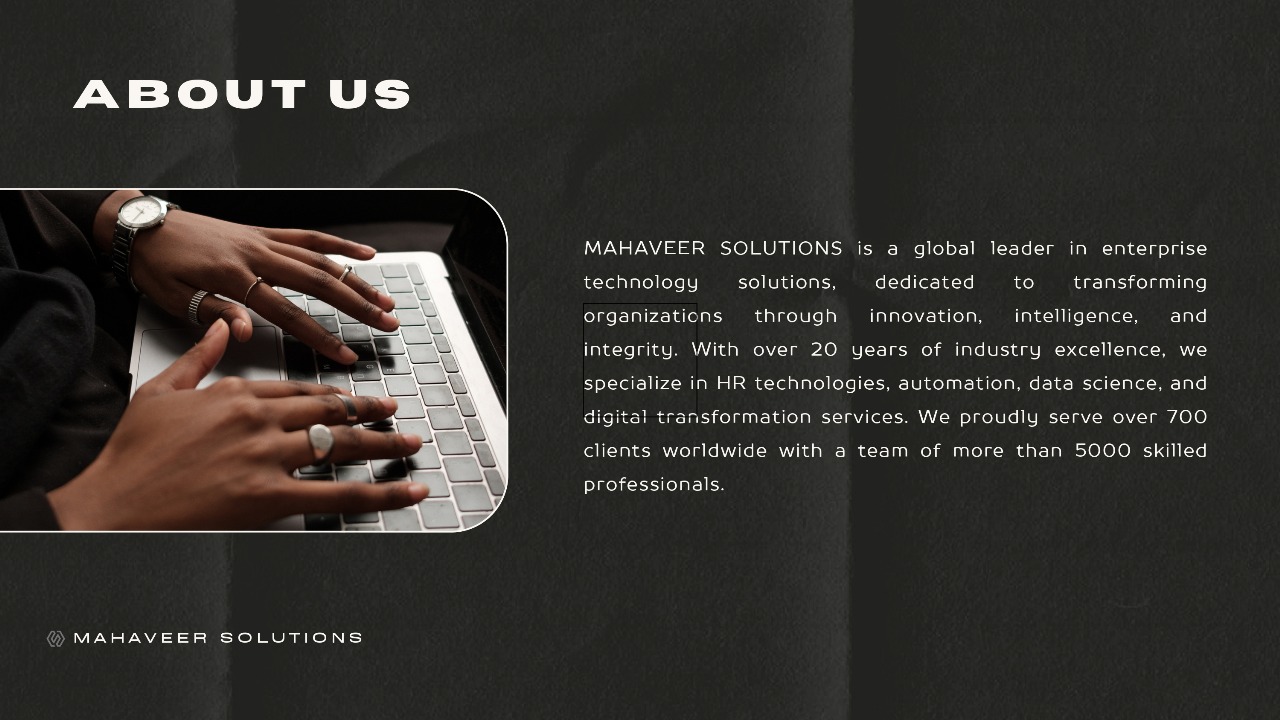 ABOUT US
MAHAVEER SOLUTIONS is a global leader in enterprise
technology solutions, dedicated to transforming
organizations through innovation, intelligence, and
integrity. With over 20 years of industry excellence, we
specialize in HR technologies, automation, data science, and
digital transformation services. We proudly serve over 700
clients worldwide with a team of more than 5000 skilled
professionals.
MAHAVEER SOLUTIONS